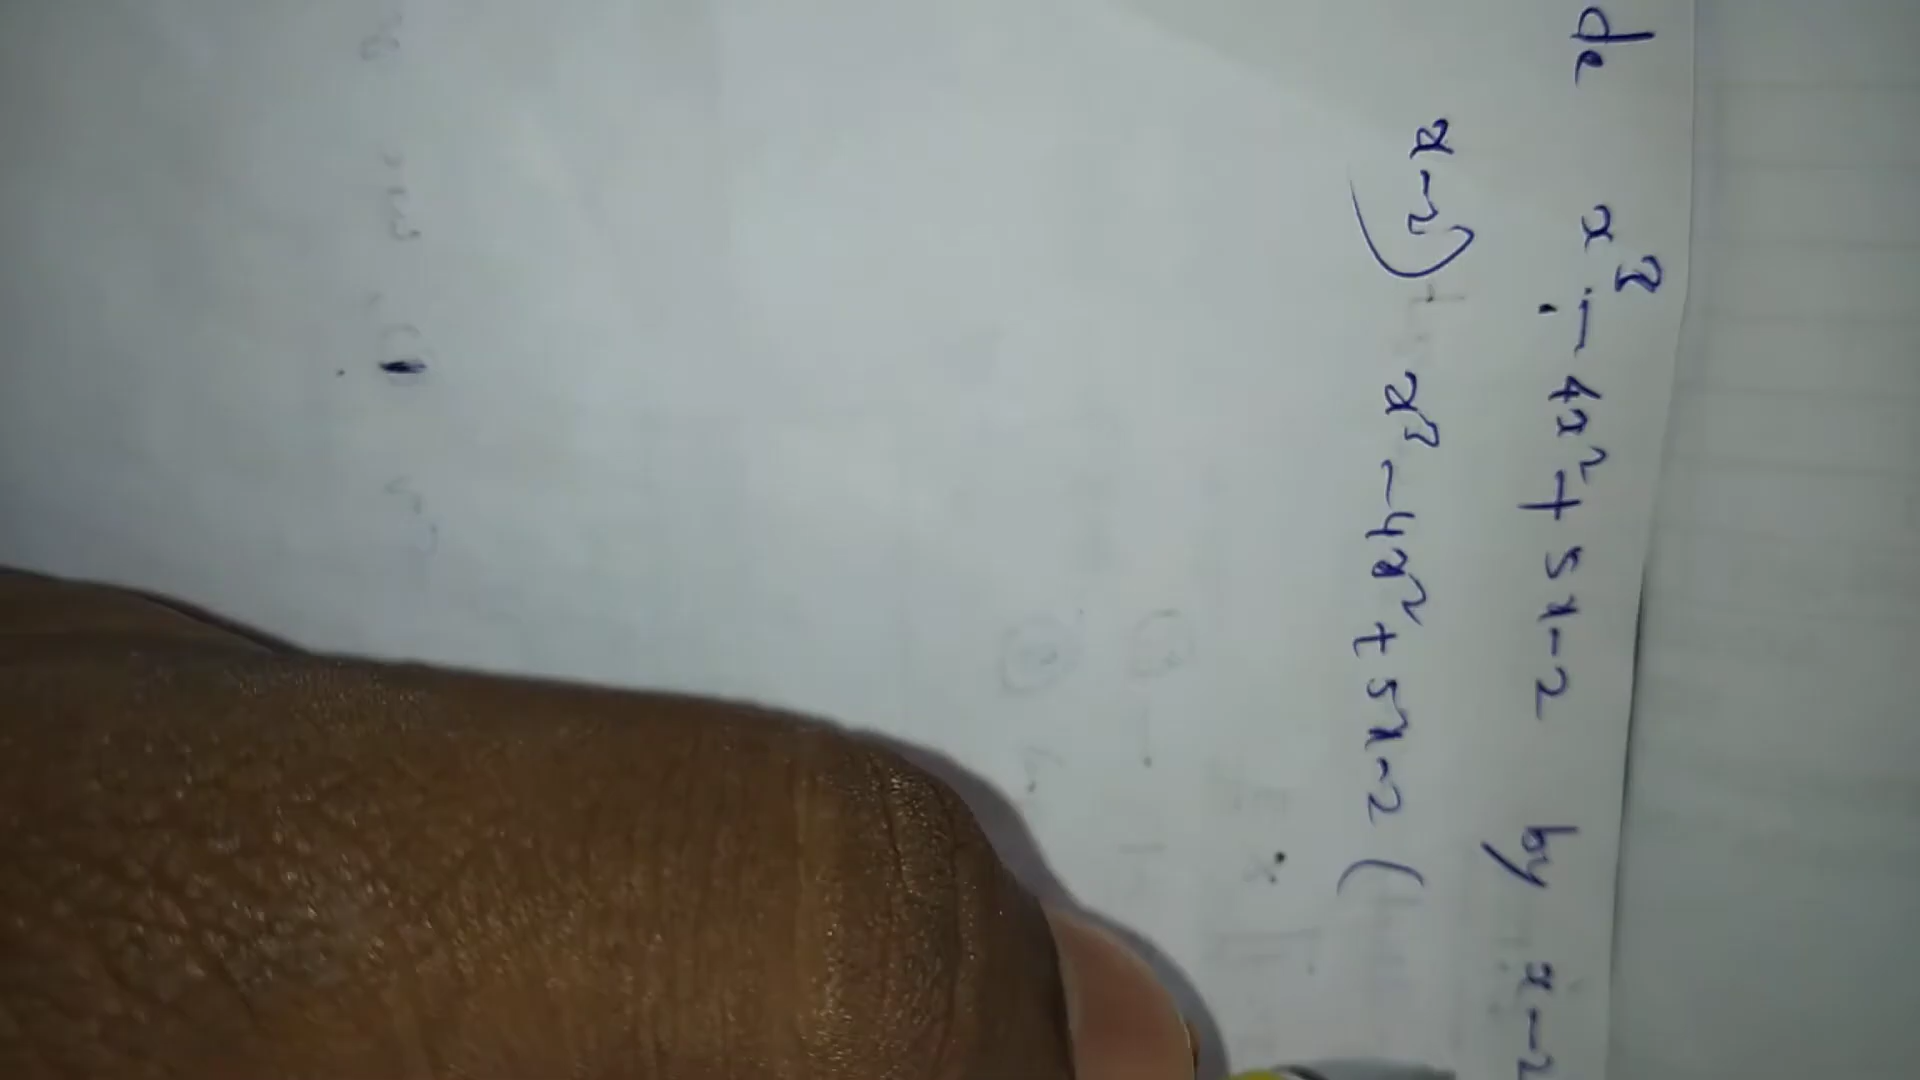 de x³ - 4x² + 5x - 2 by x - 2
x - 2) x³ - 4x² + 5x - 2 (